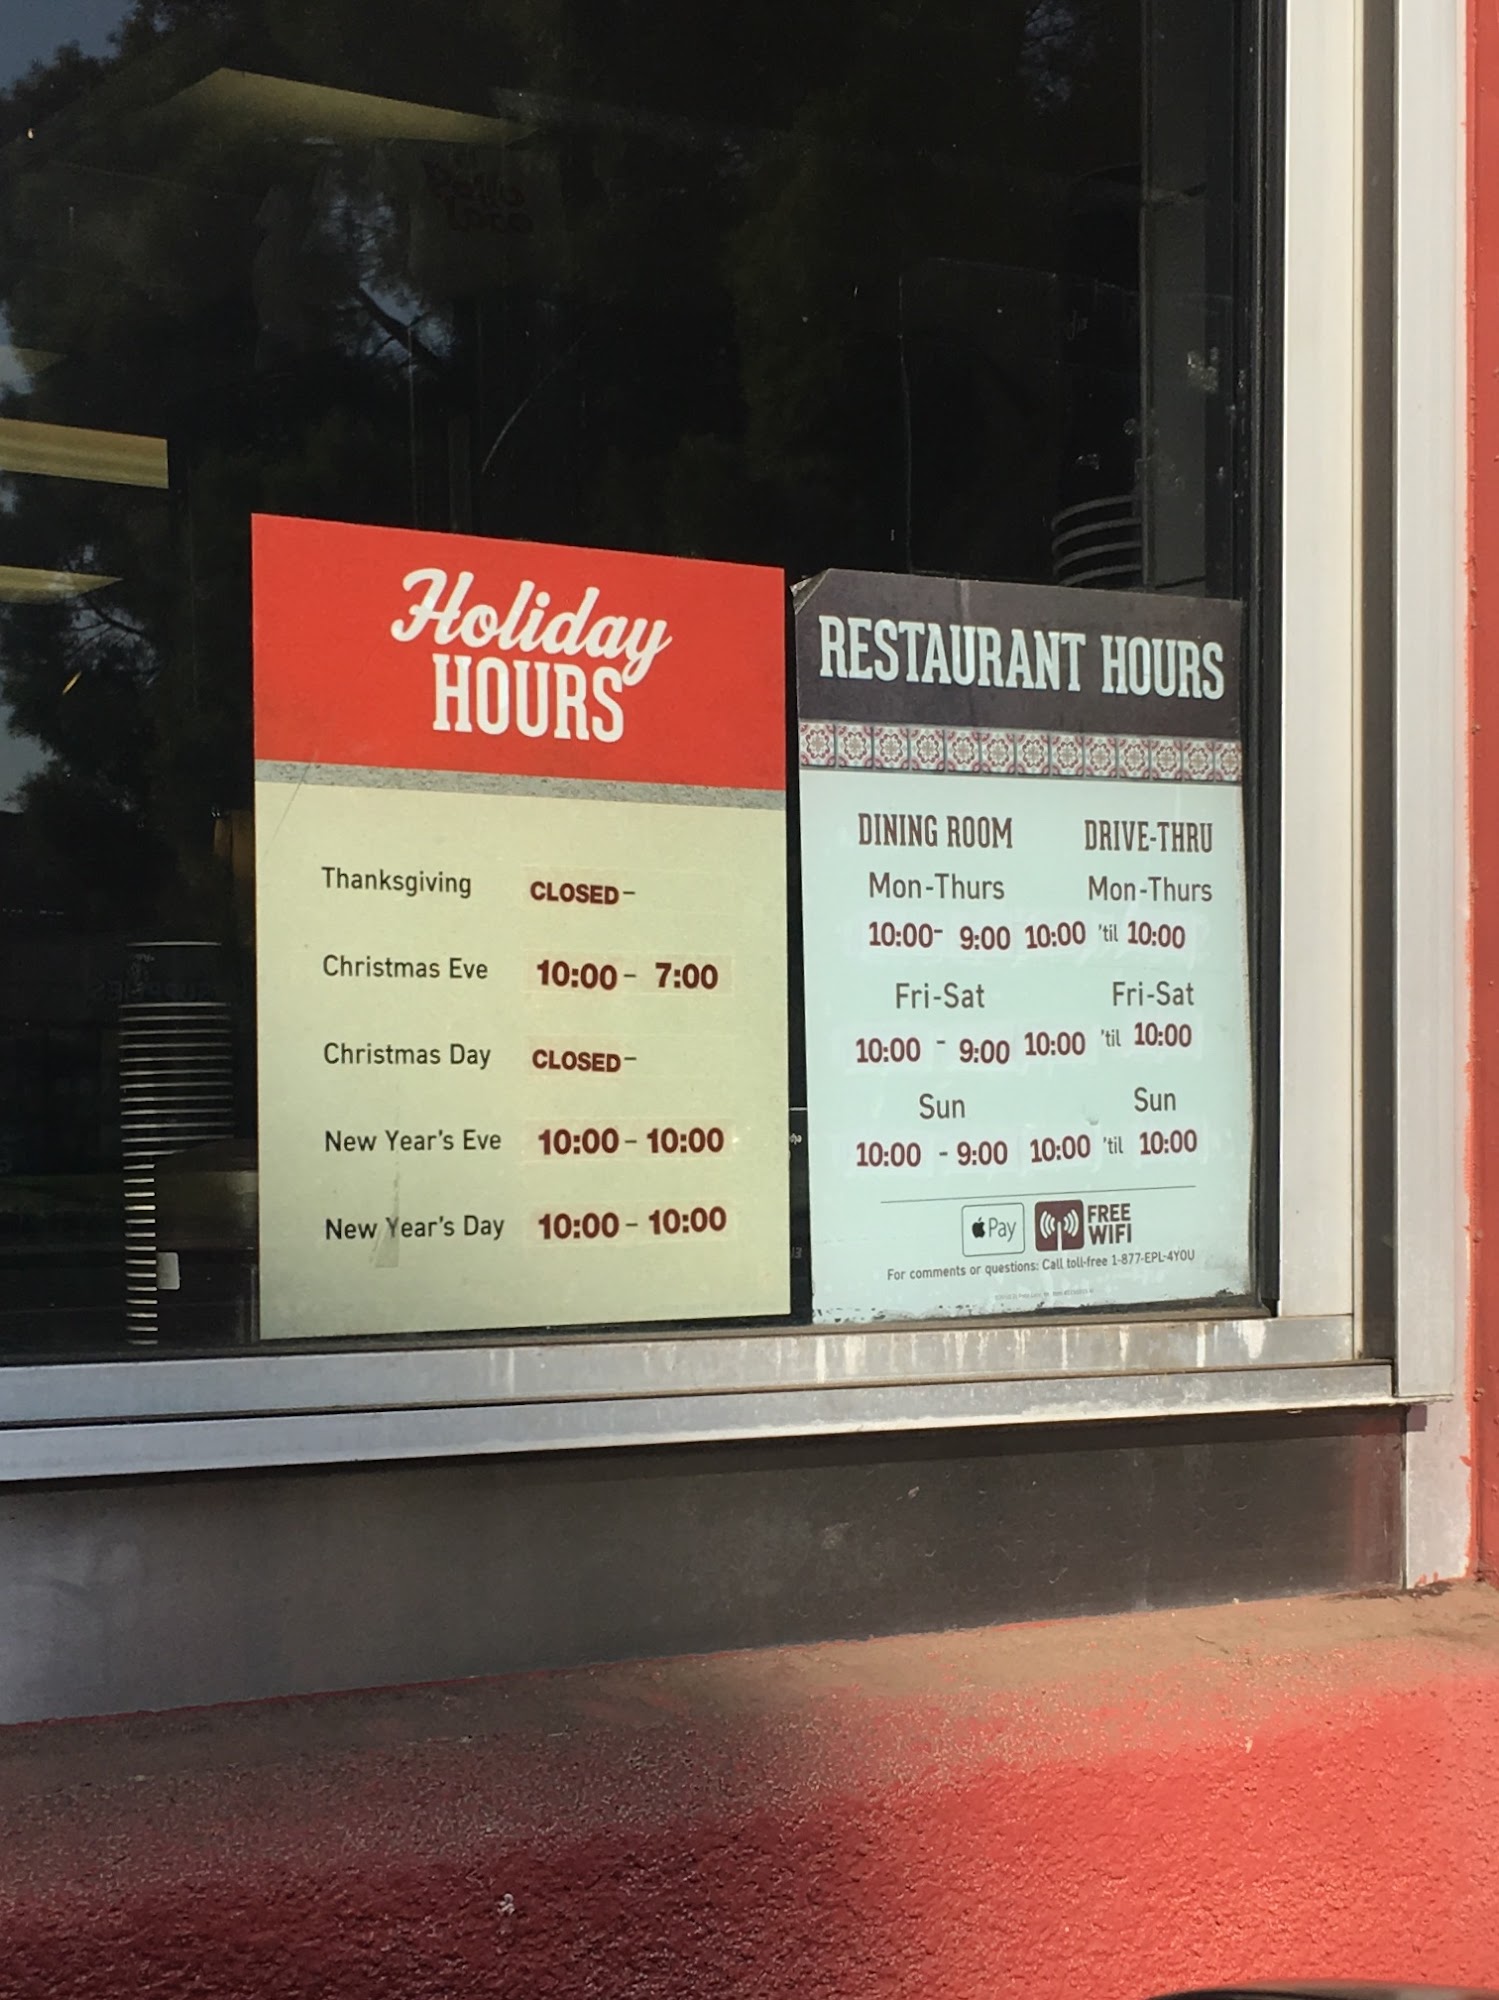 Holiday
HOURS
Thanksgiving CLOSED-
Christmas Eve 10:00 - 7:00
Christmas Day CLOSED-
New Year's Eve 10:00 - 10:00
New Year's Day 10:00 - 10:00
RESTAURANT HOURS
DINING ROOM DRIVE-THRU
Mon-Thurs Mon-Thurs
10:00- 9:00 10:00 'til 10:00
Fri-Sat Fri-Sat
10:00 - 9:00 10:00 'til 10:00
Sun Sun
10:00 - 9:00 10:00 'til 10:00
Pay FREE
WIFI
For comments or questions: Call toll-free 1-877-EPL-4YOU